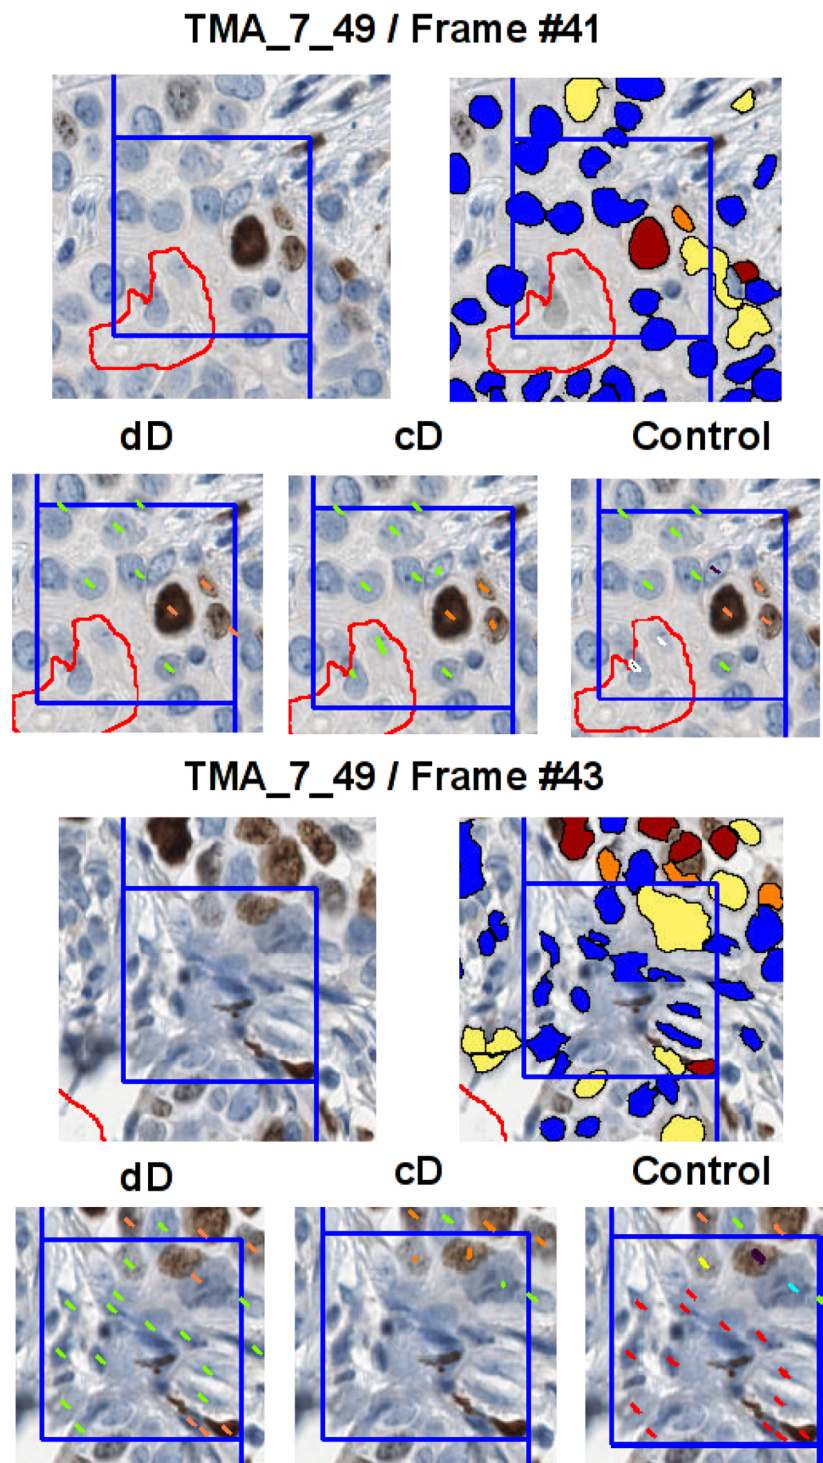 TMA_7_49 / Frame #41
dD cD Control
TMA_7_49 / Frame #43
dD cD Control